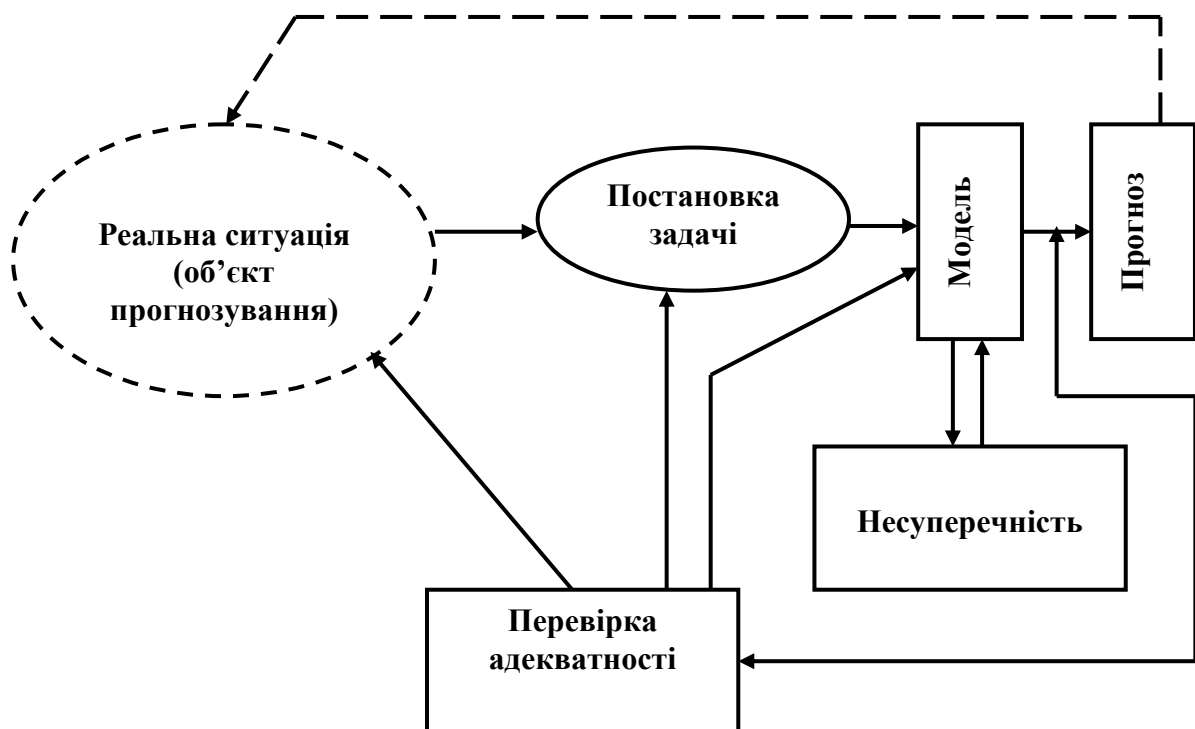 Реальна ситуація
(об’єкт
прогнозування)
Постановка
задачі
Модель
Прогноз
Несуперечність
Перевірка
адекватності